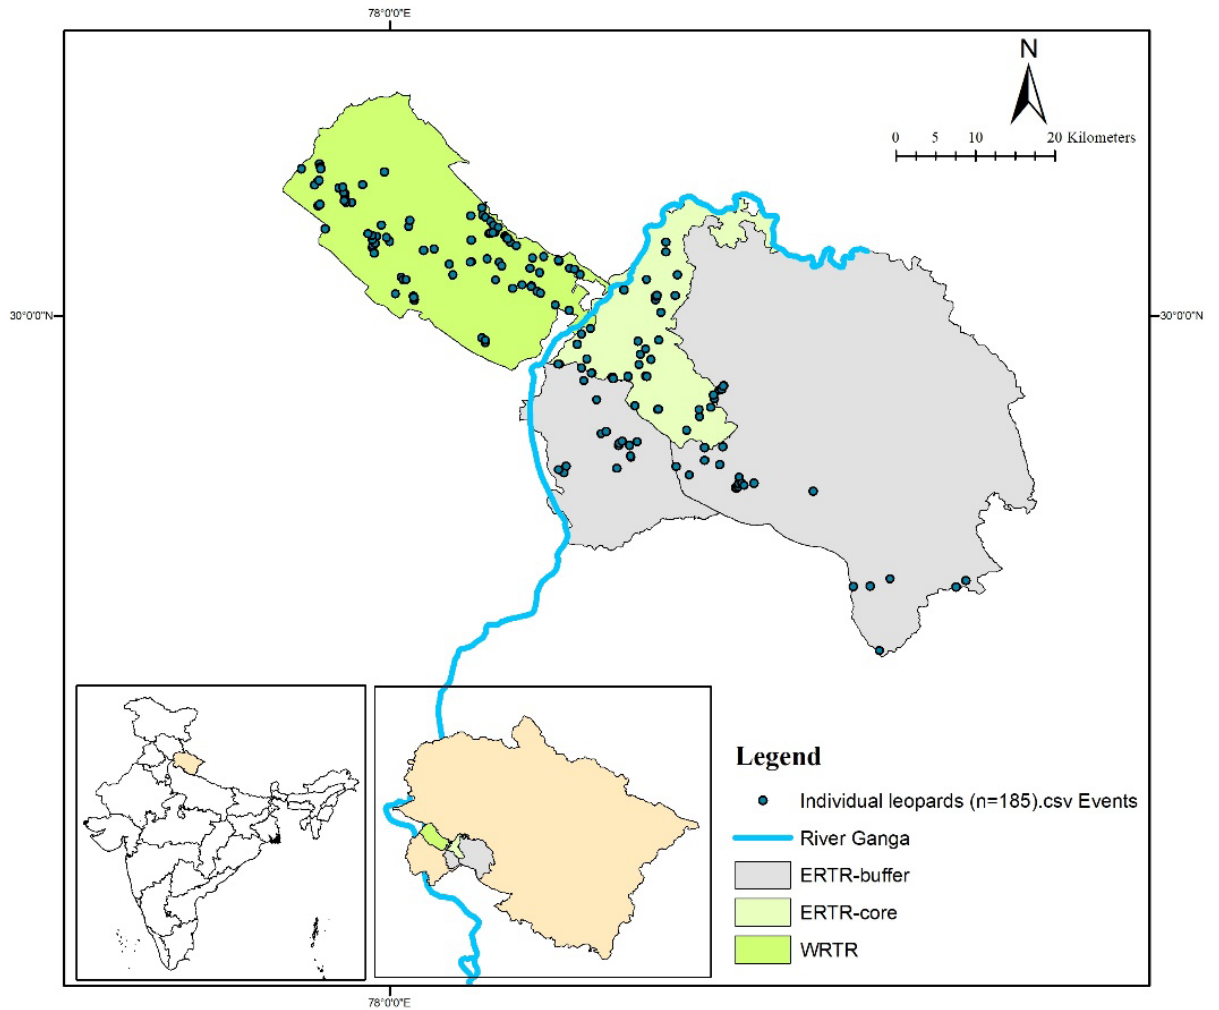 78°0'0"E
N
0 5 10 20 Kilometers
30°0'0"N
30°0'0"N
Legend
Individual leopards (n=185).csv Events
River Ganga
ERTR-buffer
ERTR-core
WRTR
78°0'0"E